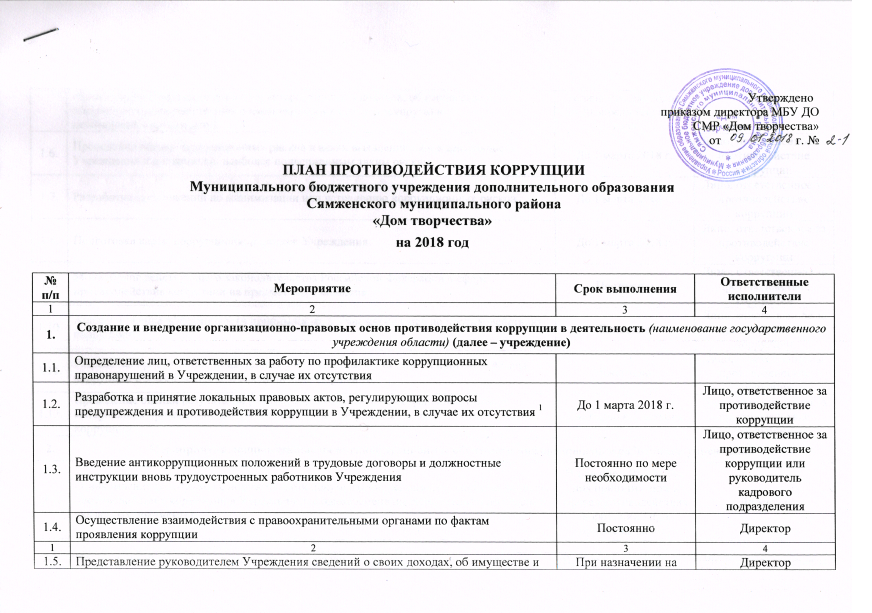 Утверждено
приказом директора МБУ ДО
СМР «Дом творчества»
от 09.01.2018 г. № 2-1
ПЛАН ПРОТИВОДЕЙСТВИЯ КОРРУПЦИИ
Муниципального бюджетного учреждения дополнительного образования
Сямженского муниципального района
«Дом творчества»
на 2018 год
№ п/п Мероприятие Срок выполнения Ответственные исполнители
1 2 3 4
1. Создание и внедрение организационно-правовых основ противодействия коррупции в деятельность (наименование государственного
учреждения области) (далее – учреждение)
1.1. Определение лиц, ответственных за работу по профилактике коррупционных
правонарушений в Учреждении, в случае их отсутствия
1.2. Разработка и принятие локальных правовых актов, регулирующих вопросы
предупреждения и противодействия коррупции в Учреждении, в случае их отсутствия 1
До 1 марта 2018 г.
Лицо, ответственное за
противодействие
коррупции
1.3. Введение антикоррупционных положений в трудовые договоры и должностные
инструкции вновь трудоустроенных работников Учреждения
Постоянно по мере
необходимости
Лицо, ответственное за
противодействие
коррупции или
руководитель
кадрового
подразделения
1.4. Осуществление взаимодействия с правоохранительными органами по фактам
проявления коррупции
Постоянно
Директор
1 2 3 4
1.5. Представление руководителем Учреждения сведений о своих доходах, об имуществе и
При назначении на
Директор